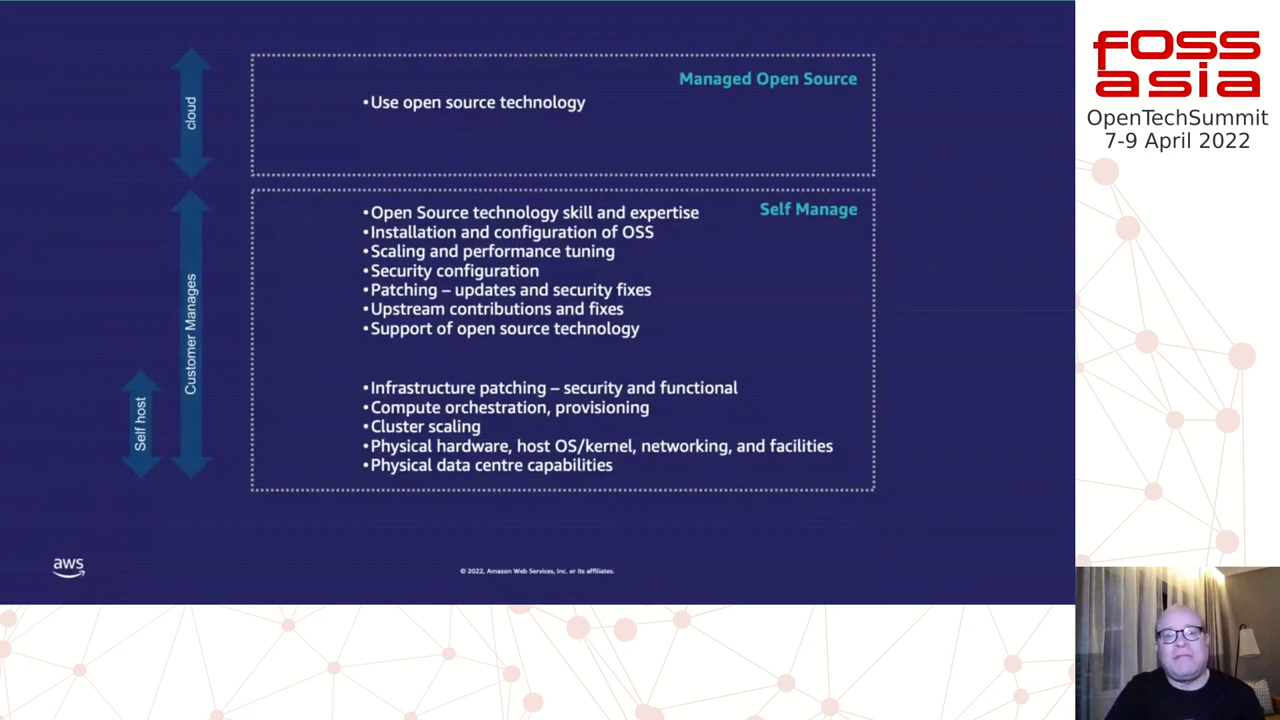 cloud
Managed Open Source
•Use open source technology
Customer Manages
Self host
Self Manage
•Open Source technology skill and expertise
•Installation and configuration of OSS
•Scaling and performance tuning
•Security configuration
•Patching – updates and security fixes
•Upstream contributions and fixes
•Support of open source technology
•Infrastructure patching – security and functional
•Compute orchestration, provisioning
•Cluster scaling
•Physical hardware, host OS/kernel, networking, and facilities
•Physical data centre capabilities
aws
© 2022, Amazon Web Services, Inc. or its affiliates.
FOSS
asia
OpenTechSummit
7-9 April 2022